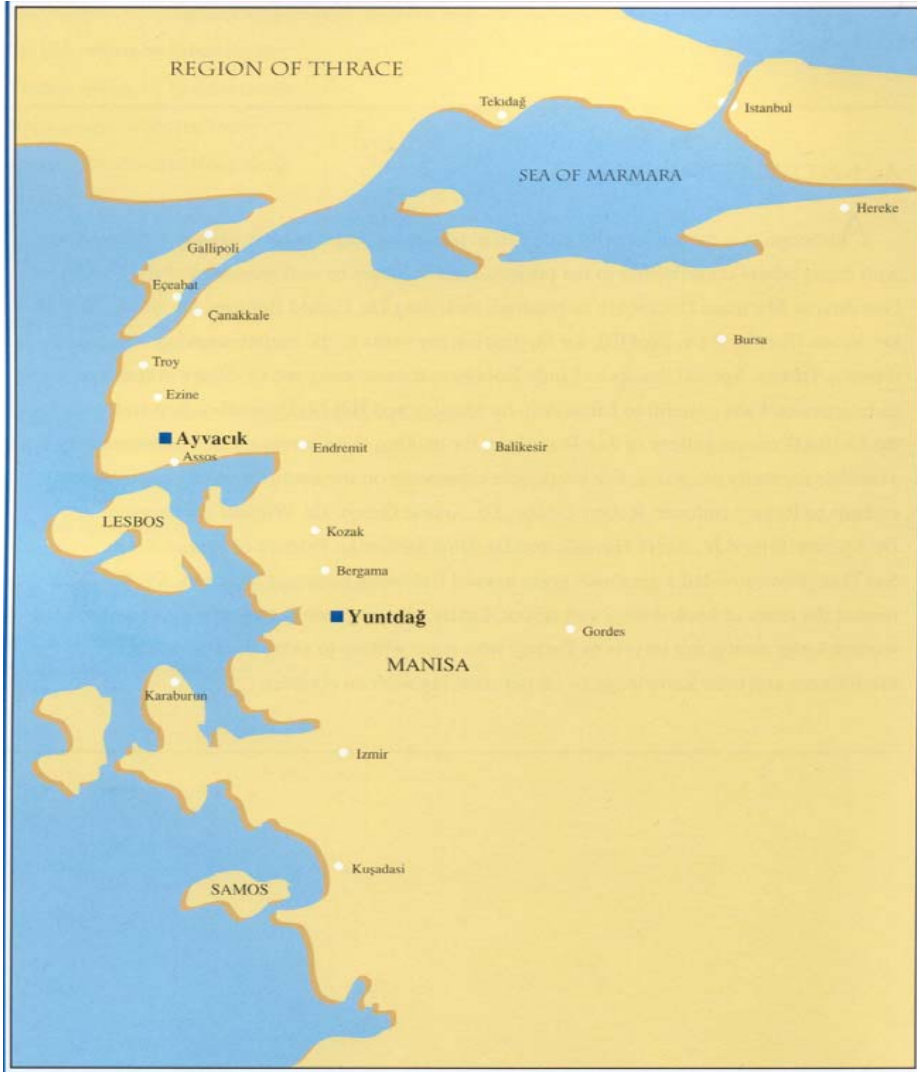 REGION OF THRACE
Tekıdağ
Istanbul
SEA OF MARMARA
Hereke
Gallipoli
Eçeabat
Çanakkale
Bursa
Troy
Ezine
Ayvacık
Endremit
Balikesir
Assos
LESBOS
Kozak
Bergama
Yuntdağ
Gordes
MANISA
Karaburun
Izmir
Kuşadasi
SAMOS